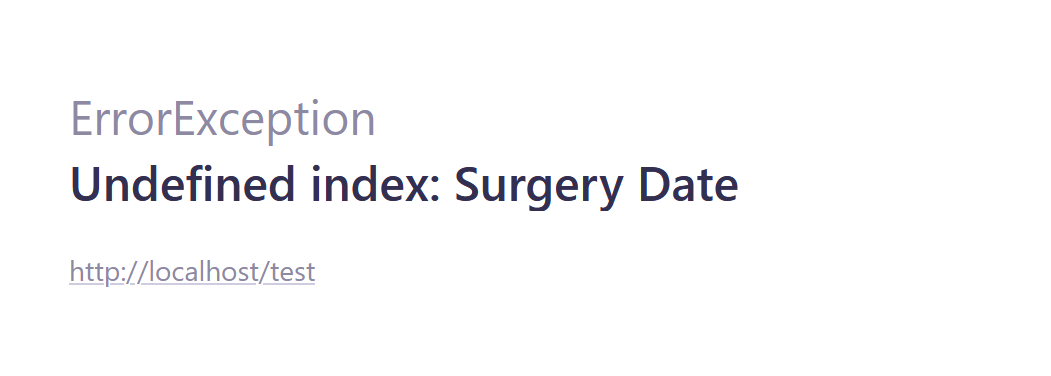 ErrorException
Undefined index: Surgery Date
http://localhost/test